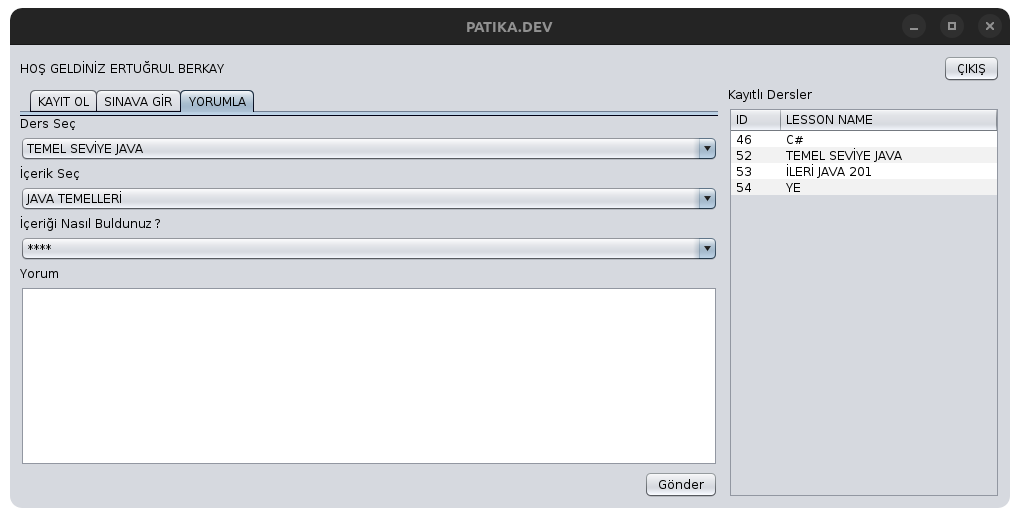 PATIKA.DEV
HOŞ GELDİNİZ ERTUĞRUL BERKAY
ÇIKIŞ
KAYIT OL SINAVA GİR YORUMLA
Ders Seç
TEMEL SEVİYE JAVA
İçerik Seç
JAVA TEMELLERİ
İçeriği Nasıl Buldunuz ?
****
Yorum
Gönder
Kayıtlı Dersler
ID LESSON NAME
46 C#
52 TEMEL SEVİYE JAVA
53 İLERİ JAVA 201
54 YE